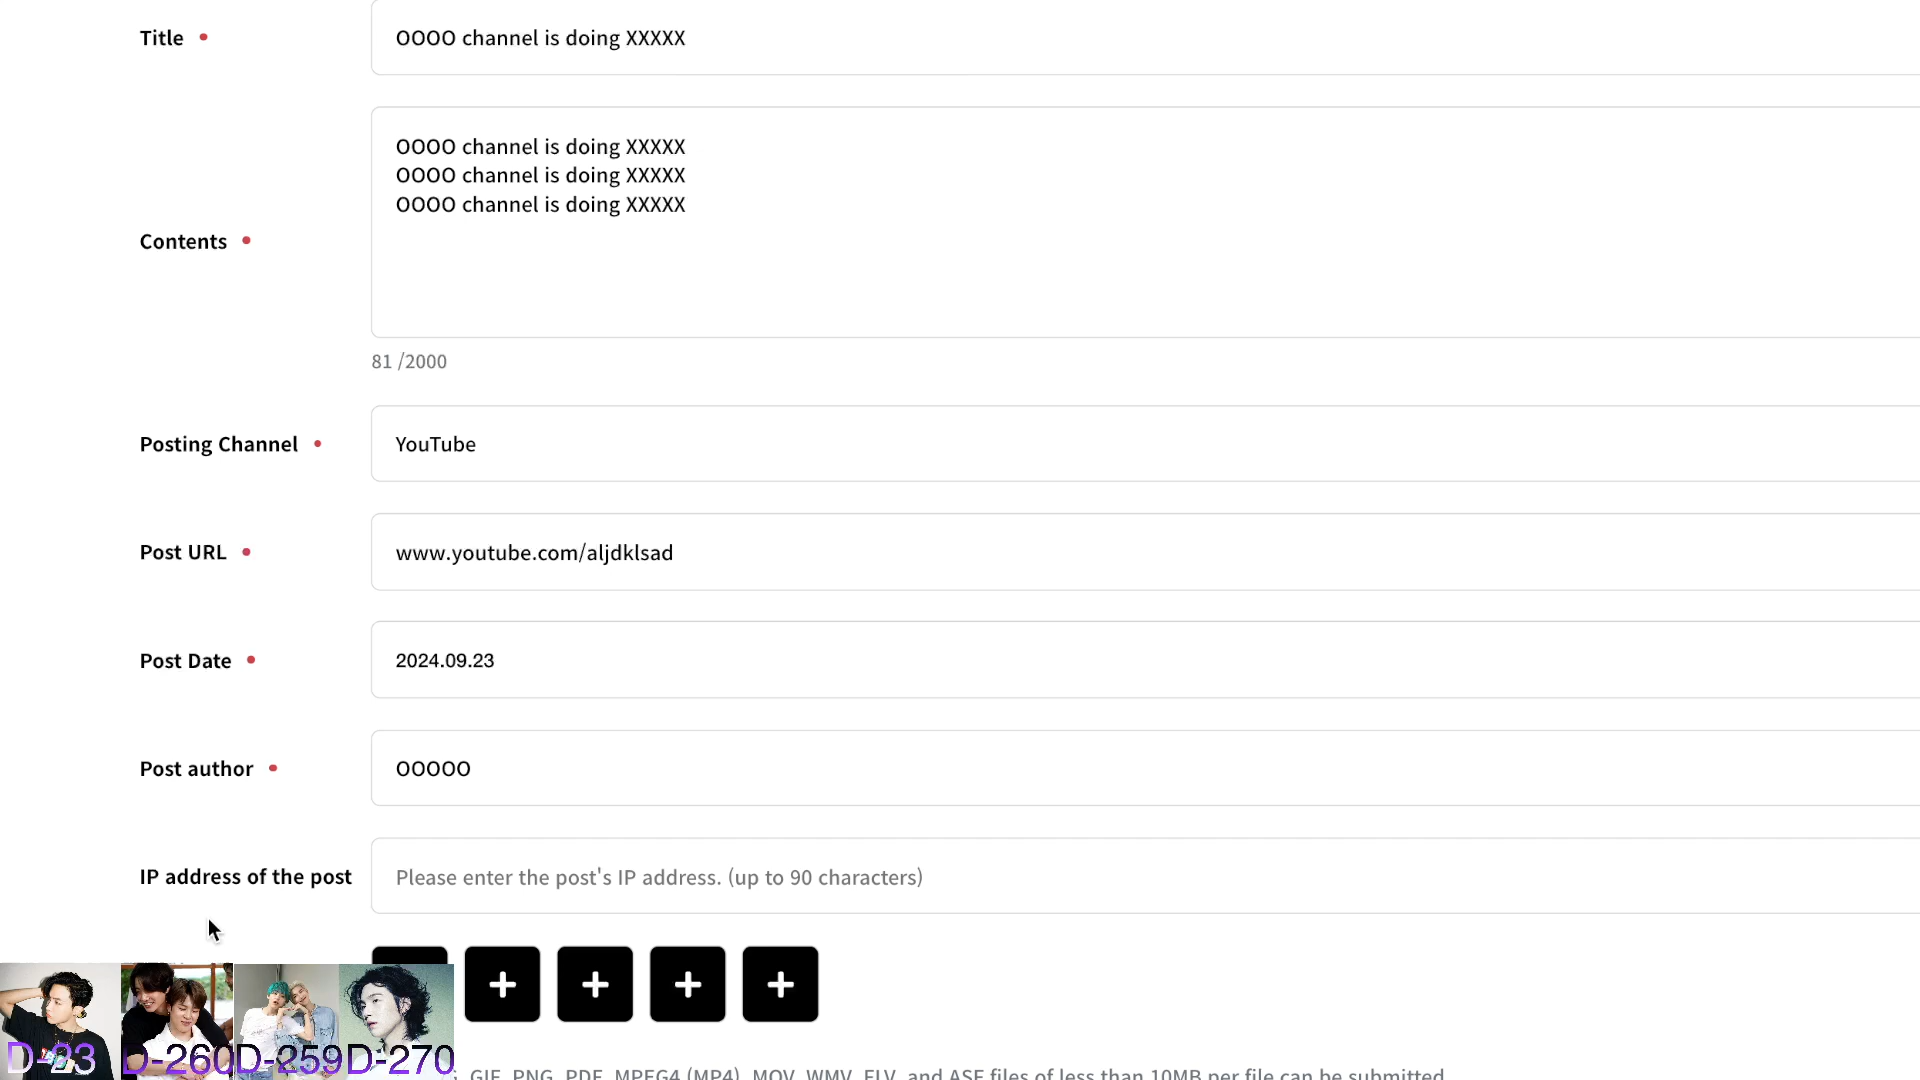 Title
OOOO channel is doing XXXXX
Contents
OOOO channel is doing XXXXX
OOOO channel is doing XXXXX
OOOO channel is doing XXXXX
81 /2000
Posting Channel
YouTube
Post URL
www.youtube.com/aljdklsad
Post Date
2024.09.23
Post author
OOOOO
IP address of the post
Please enter the post's IP address. (up to 90 characters)
D-23
D-260
D-259
D-270
GIF, PNG, PDF, MPEG4 (MP4), MOV, WMV, FLV, and ASF files of less than 10MB per file can be submitted